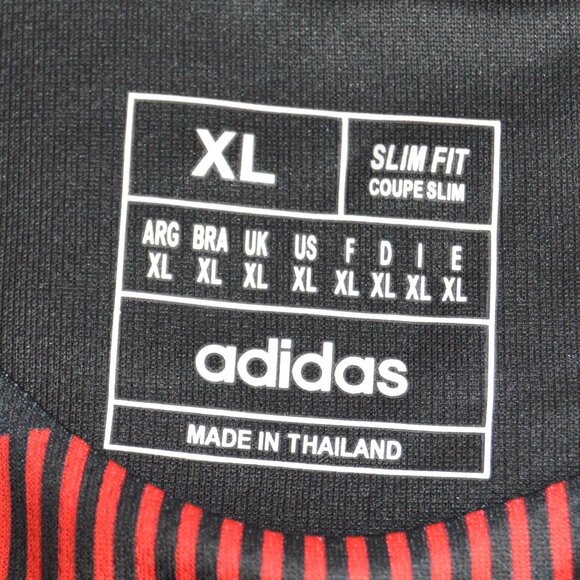 XL
SLIM FIT
COUPE SLIM
ARG BRA UK US F D I E
XL XL XL XL XL XL XL XL
adidas
MADE IN THAILAND